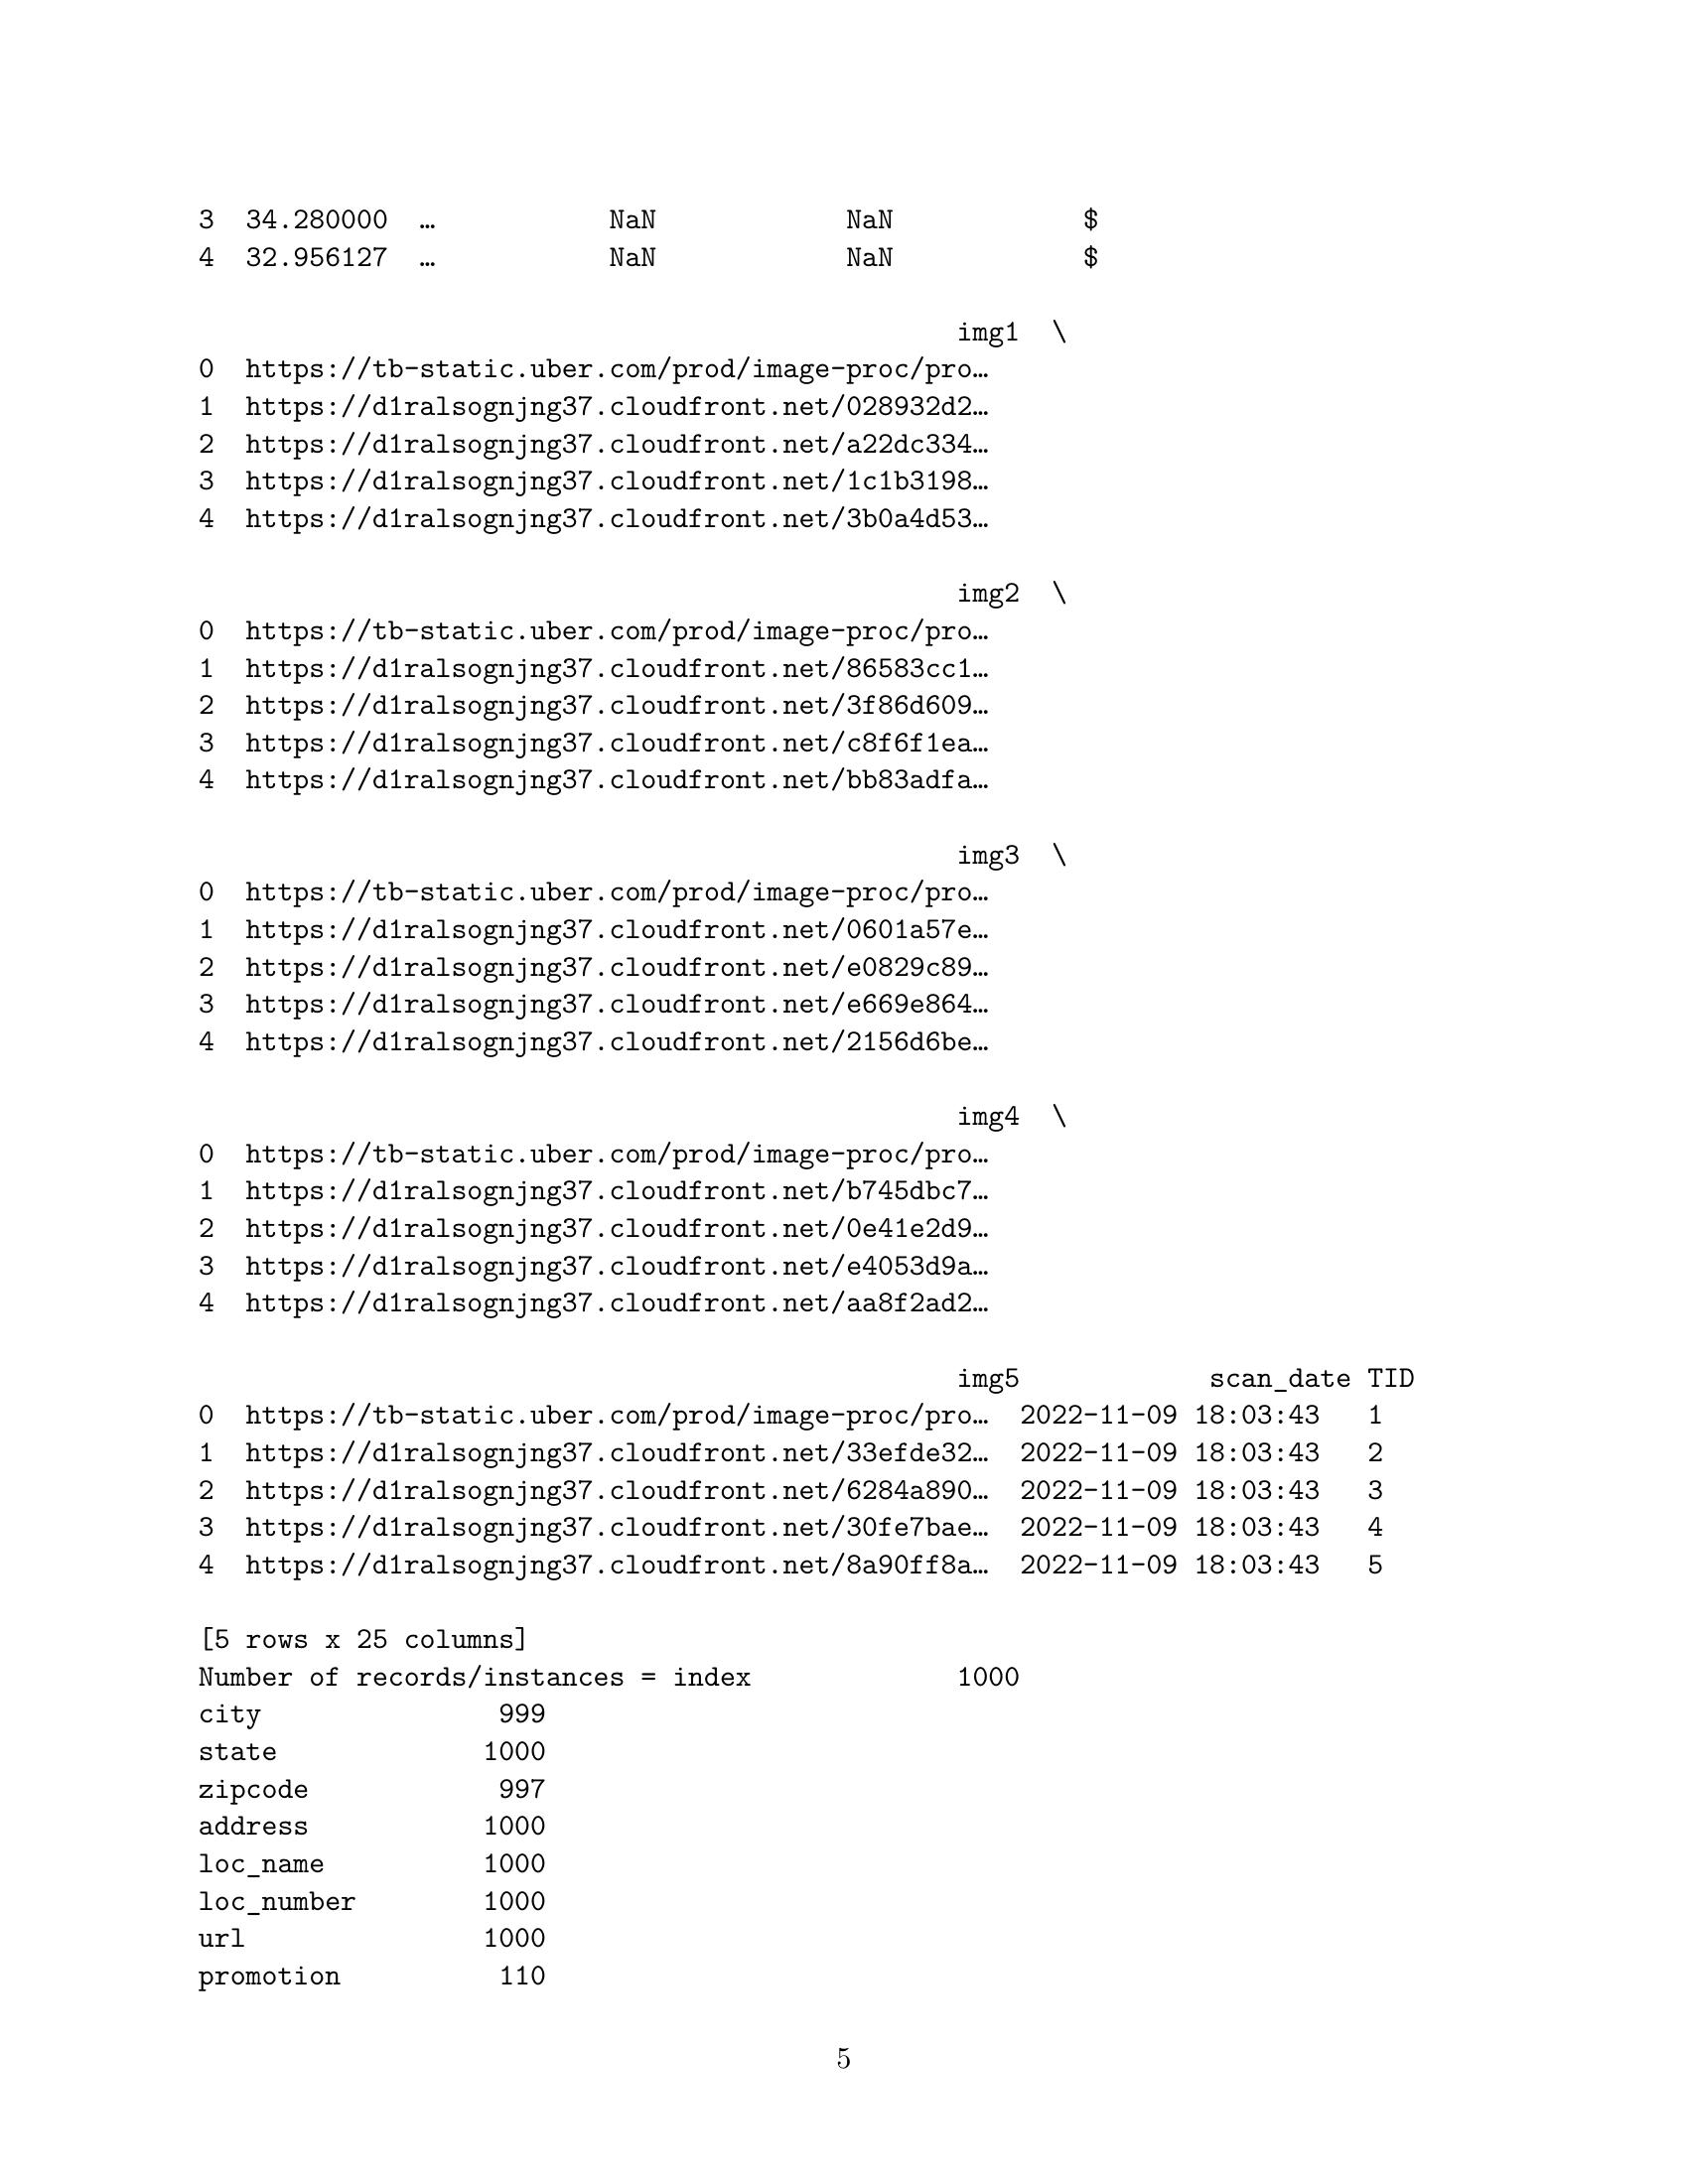 3  34.280000  …           NaN            NaN            $
4  32.956127  …           NaN            NaN            $
                                                img1  \
0  https://tb-static.uber.com/prod/image-proc/pro…
1  https://d1ralsognjng37.cloudfront.net/028932d2…
2  https://d1ralsognjng37.cloudfront.net/a22dc334…
3  https://d1ralsognjng37.cloudfront.net/1c1b3198…
4  https://d1ralsognjng37.cloudfront.net/3b0a4d53…
                                                img2  \
0  https://tb-static.uber.com/prod/image-proc/pro…
1  https://d1ralsognjng37.cloudfront.net/86583cc1…
2  https://d1ralsognjng37.cloudfront.net/3f86d609…
3  https://d1ralsognjng37.cloudfront.net/c8f6f1ea…
4  https://d1ralsognjng37.cloudfront.net/bb83adfa…
                                                img3  \
0  https://tb-static.uber.com/prod/image-proc/pro…
1  https://d1ralsognjng37.cloudfront.net/0601a57e…
2  https://d1ralsognjng37.cloudfront.net/e0829c89…
3  https://d1ralsognjng37.cloudfront.net/e669e864…
4  https://d1ralsognjng37.cloudfront.net/2156d6be…
                                                img4  \
0  https://tb-static.uber.com/prod/image-proc/pro…
1  https://d1ralsognjng37.cloudfront.net/b745dbc7…
2  https://d1ralsognjng37.cloudfront.net/0e41e2d9…
3  https://d1ralsognjng37.cloudfront.net/e4053d9a…
4  https://d1ralsognjng37.cloudfront.net/aa8f2ad2…
                                                img5            scan_date TID
0  https://tb-static.uber.com/prod/image-proc/pro…  2022-11-09 18:03:43   1
1  https://d1ralsognjng37.cloudfront.net/33efde32…  2022-11-09 18:03:43   2
2  https://d1ralsognjng37.cloudfront.net/6284a890…  2022-11-09 18:03:43   3
3  https://d1ralsognjng37.cloudfront.net/30fe7bae…  2022-11-09 18:03:43   4
4  https://d1ralsognjng37.cloudfront.net/8a90ff8a…  2022-11-09 18:03:43   5
[5 rows x 25 columns]
Number of records/instances = index             1000
city               999
state             1000
zipcode            997
address           1000
loc_name          1000
loc_number        1000
url               1000
promotion          110
5